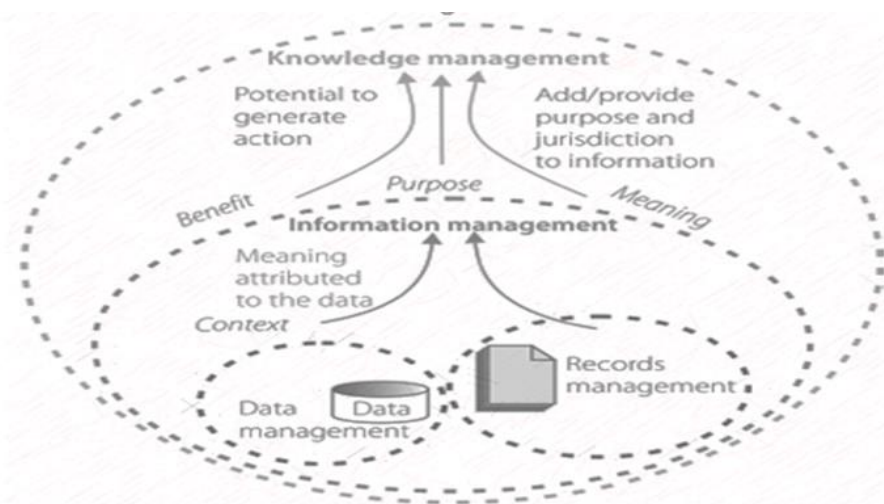 Knowledge management
Potential to
generate
action
Add/provide
purpose and
jurisdiction
to information
Benefit
Purpose
Meaning
Information management
Meaning
attributed
to the data
Context
Data
management
Data
Records
management